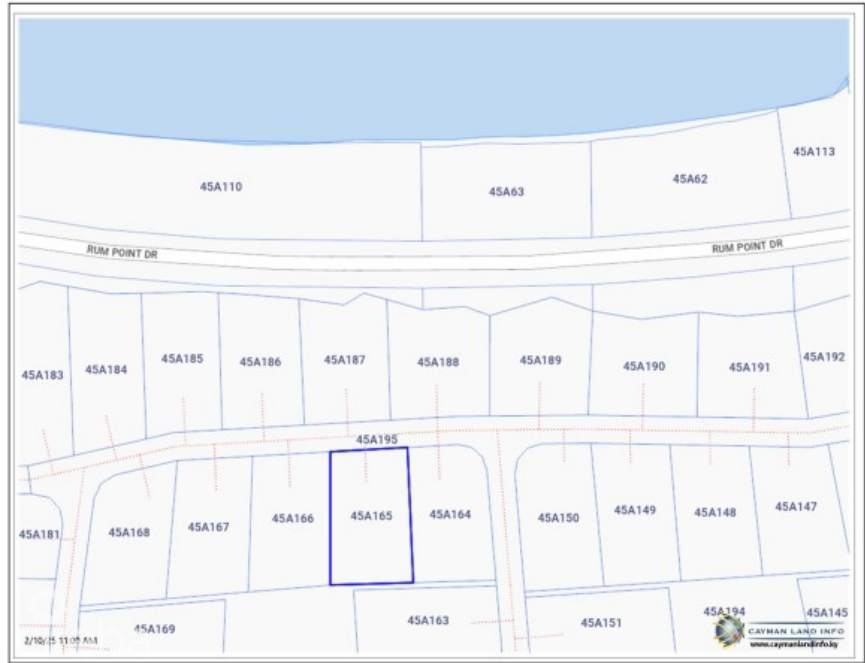 45A113
45A110
45A63
45A62
RUM POINT DR
RUM POINT DR
45A183
45A184
45A185
45A186
45A187
45A188
45A189
45A190
45A191
45A192
45A195
45A181
45A168
45A167
45A166
45A165
45A164
45A150
45A149
45A148
45A147
45A169
45A163
45A151
45A194
45A145
2/10/25 11:00 AM
CAYMAN LAND INFO
www.caymanlandinfo.ky